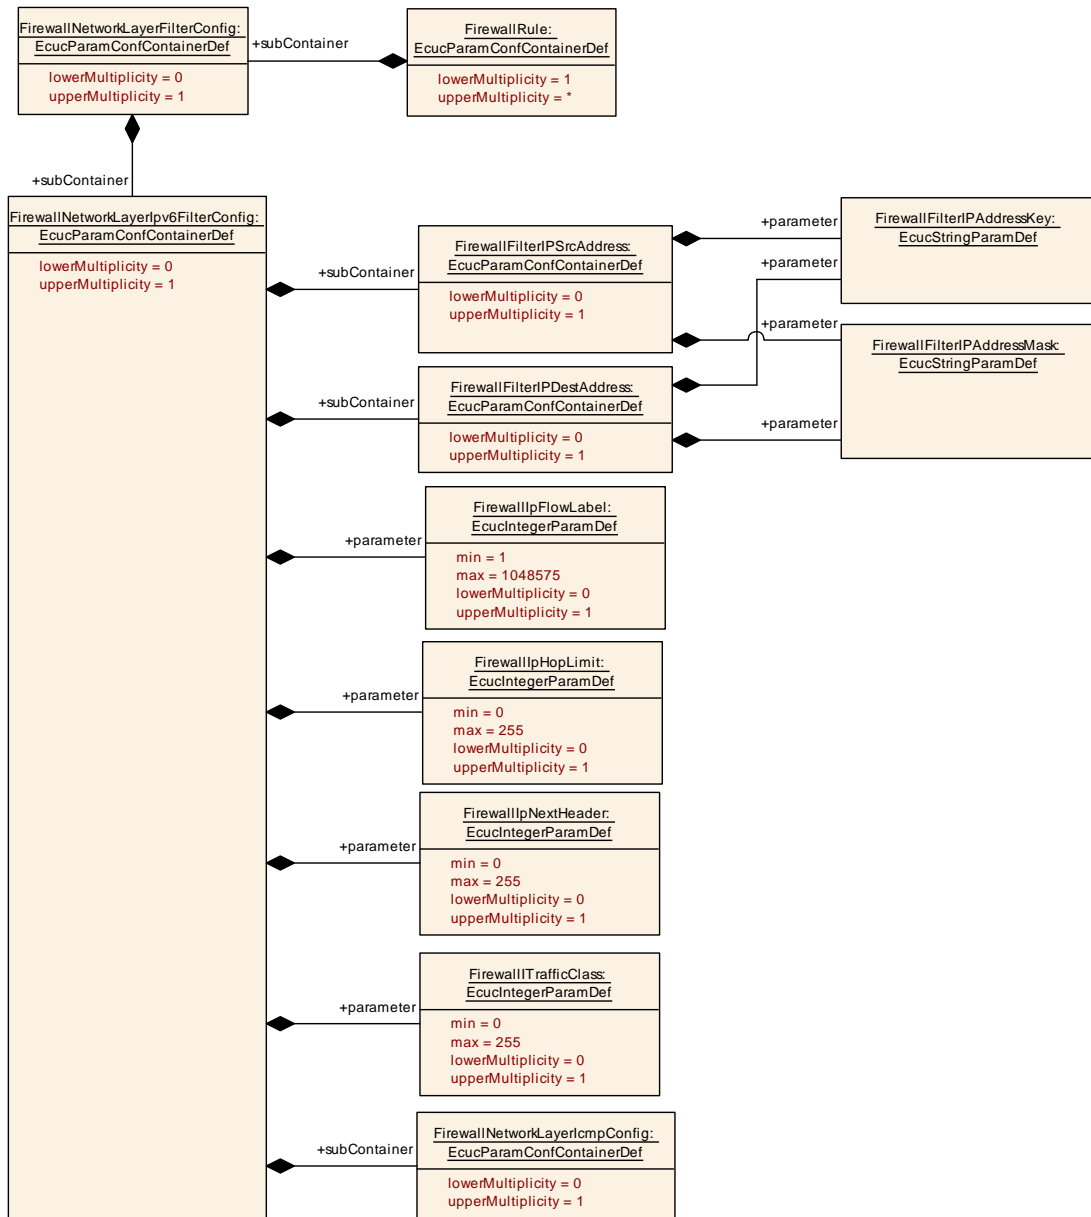 FirewallNetworkLayerFilterConfig:
EcucParamConfContainerDef
lowerMultiplicity = 0
upperMultiplicity = 1
+subContainer
FirewallRule:
EcucParamConfContainerDef
lowerMultiplicity = 1
upperMultiplicity = *
+subContainer
FirewallNetworkLayerIpv6FilterConfig:
EcucParamConfContainerDef
lowerMultiplicity = 0
upperMultiplicity = 1
+subContainer
FirewallFilterIPSrcAddress:
EcucParamConfContainerDef
lowerMultiplicity = 0
upperMultiplicity = 1
+parameter
FirewallFilterIPAddressKey:
EcucStringParamDef
+parameter
+parameter
FirewallFilterIPAddressMask:
EcucStringParamDef
+subContainer
FirewallFilterIPDestAddress:
EcucParamConfContainerDef
lowerMultiplicity = 0
upperMultiplicity = 1
+parameter
+parameter
FirewallIpFlowLabel:
EcucIntegerParamDef
min = 1
max = 1048575
lowerMultiplicity = 0
upperMultiplicity = 1
+parameter
FirewallIpHopLimit:
EcucIntegerParamDef
min = 0
max = 255
lowerMultiplicity = 0
upperMultiplicity = 1
+parameter
FirewallIpNextHeader:
EcucIntegerParamDef
min = 0
max = 255
lowerMultiplicity = 0
upperMultiplicity = 1
+parameter
FirewallITrafficClass:
EcucIntegerParamDef
min = 0
max = 255
lowerMultiplicity = 0
upperMultiplicity = 1
+subContainer
FirewallNetworkLayerIcmpConfig:
EcucParamConfContainerDef
lowerMultiplicity = 0
upperMultiplicity = 1